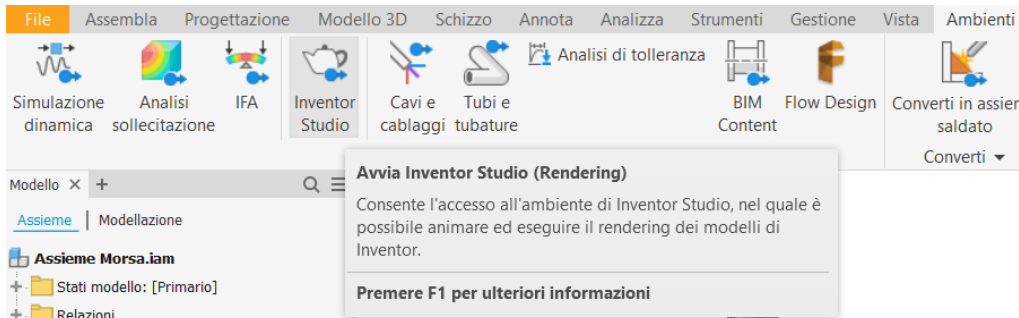 File Assembla Progettazione Modello 3D Schizzo Annota Analizza Strumenti Gestione Vista Ambienti
Simulazione dinamica
Analisi sollecitazione
IFA
Inventor Studio
Cavi e cablaggi
Tubi e tubature
Analisi di tolleranza
BIM Content
Flow Design
Converti in assier
saldato
Converti
Modello
Assieme | Modellazione
Assieme Morsa.iam
Stati modello: [Primario]
Relazioni
Avvia Inventor Studio (Rendering)
Consente l'accesso all'ambiente di Inventor Studio, nel quale è
possibile animare ed eseguire il rendering dei modelli di
Inventor.
Premere F1 per ulteriori informazioni